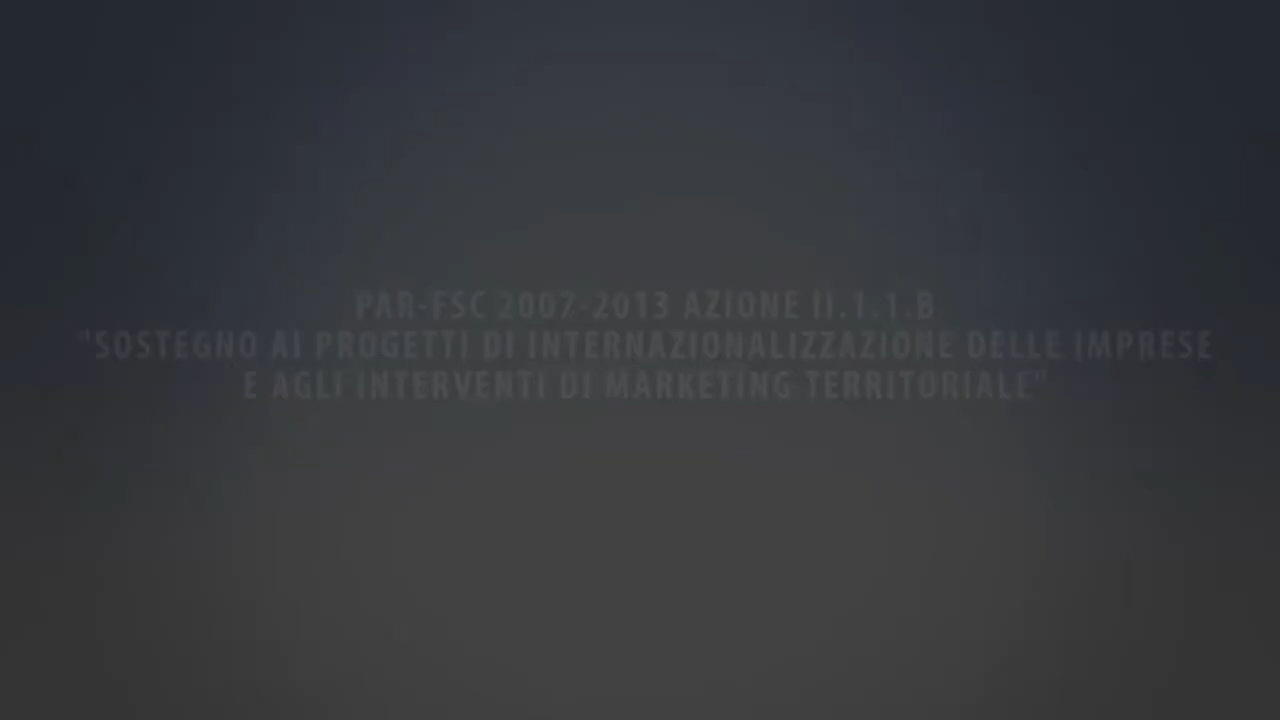 PAR-FSC 2007-2013 AZIONE II.1.1.B
"SOSTEGNO AI PROGETTI DI INTERNAZIONALIZZAZIONE DELLE IMPRESE
E AGLI INTERVENTI DI MARKETING TERRITORIALE"